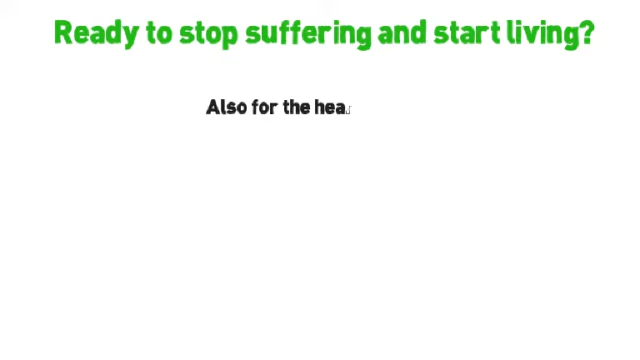 Ready to stop suffering and start living?
Also for the hea